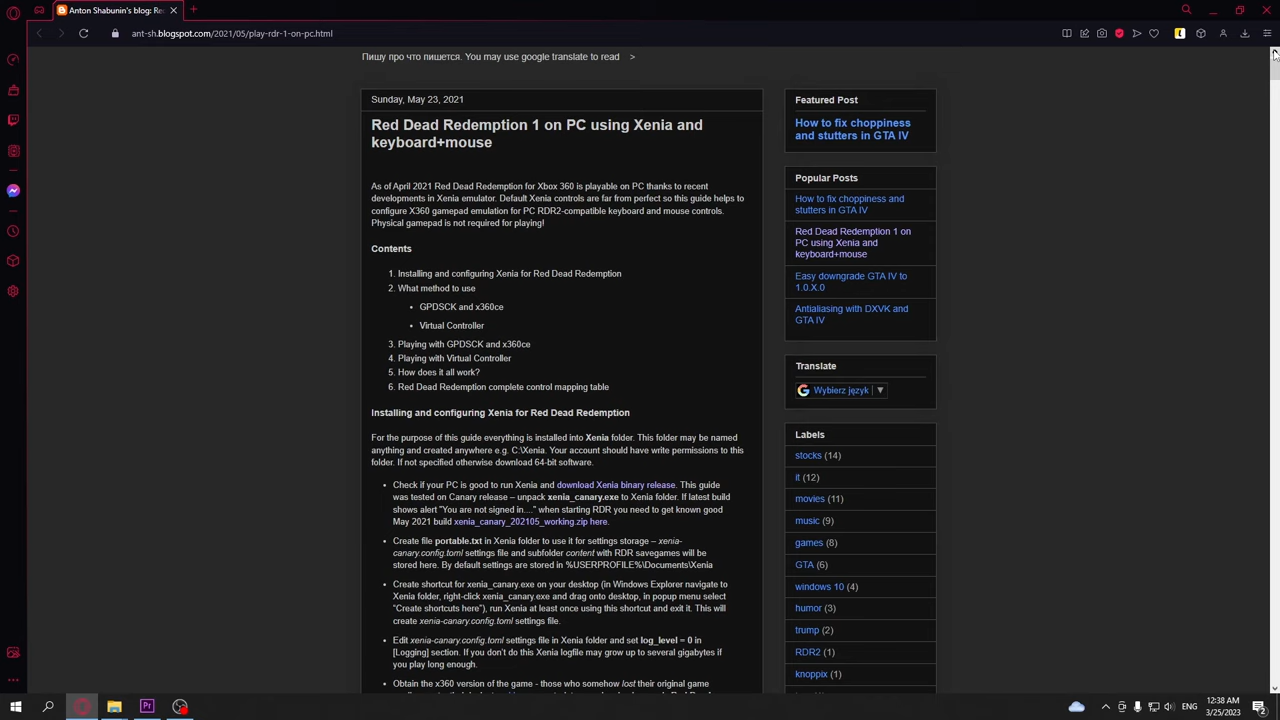 Anton Shabunin's blog: Re
ant-sh.blogspot.com/2021/05/play-rdr-1-on-pc.html
Пишу про что пишется. You may use google translate to read >
Sunday, May 23, 2021
Red Dead Redemption 1 on PC using Xenia and
keyboard+mouse
As of April 2021 Red Dead Redemption for Xbox 360 is playable on PC thanks to recent
developments in Xenia emulator. Default Xenia controls are far from perfect so this guide helps to
configure X360 gamepad emulation for PC RDR2-compatible keyboard and mouse controls.
Physical gamepad is not required for playing!
Contents
1. Installing and configuring Xenia for Red Dead Redemption
2. What method to use
• GPDSCK and x360ce
• Virtual Controller
3. Playing with GPDSCK and x360ce
4. Playing with Virtual Controller
5. How does it all work?
6. Red Dead Redemption complete control mapping table
Installing and configuring Xenia for Red Dead Redemption
For the purpose of this guide everything is installed into Xenia folder. This folder may be named
anything and created anywhere e.g. C:\Xenia. Your account should have write permissions to this
folder. If not specified otherwise download 64-bit software.
• Check if your PC is good to run Xenia and download Xenia binary release. This guide
was tested on Canary release – unpack xenia_canary.exe to Xenia folder. If latest build
shows alert "You are not signed in...." when starting RDR you need to get known good
May 2021 build xenia_canary_202105_working.zip here.
• Create file portable.txt in Xenia folder to use it for settings storage – xenia-
canary.config.toml settings file and subfolder content with RDR savegames will be
stored here. By default settings are stored in %USERPROFILE%\Documents\Xenia
• Create shortcut for xenia_canary.exe on your desktop (in Windows Explorer navigate to
Xenia folder, right-click xenia_canary.exe and drag onto desktop, in popup menu select
"Create shortcuts here"), run Xenia at least once using this shortcut and exit it. This will
create xenia-canary.config.toml settings file.
• Edit xenia-canary.config.toml settings file in Xenia folder and set log_level = 0 in
[Logging] section. If you don't do this Xenia logfile may grow up to several gigabytes if
you play long enough.
• Obtain the x360 version of the game - those who somehow lost their original game
Featured Post
How to fix choppiness
and stutters in GTA IV
Popular Posts
How to fix choppiness and
stutters in GTA IV
Red Dead Redemption 1 on
PC using Xenia and
keyboard+mouse
Easy downgrade GTA IV to
1.0.X.0
Antialiasing with DXVK and
GTA IV
Translate
G Wybierz język ▼
Labels
stocks (14)
it (12)
movies (11)
music (9)
games (8)
GTA (6)
windows 10 (4)
humor (3)
trump (2)
RDR2 (1)
knoppix (1)
Pr
ENG
12:38 AM
3/25/2023
2